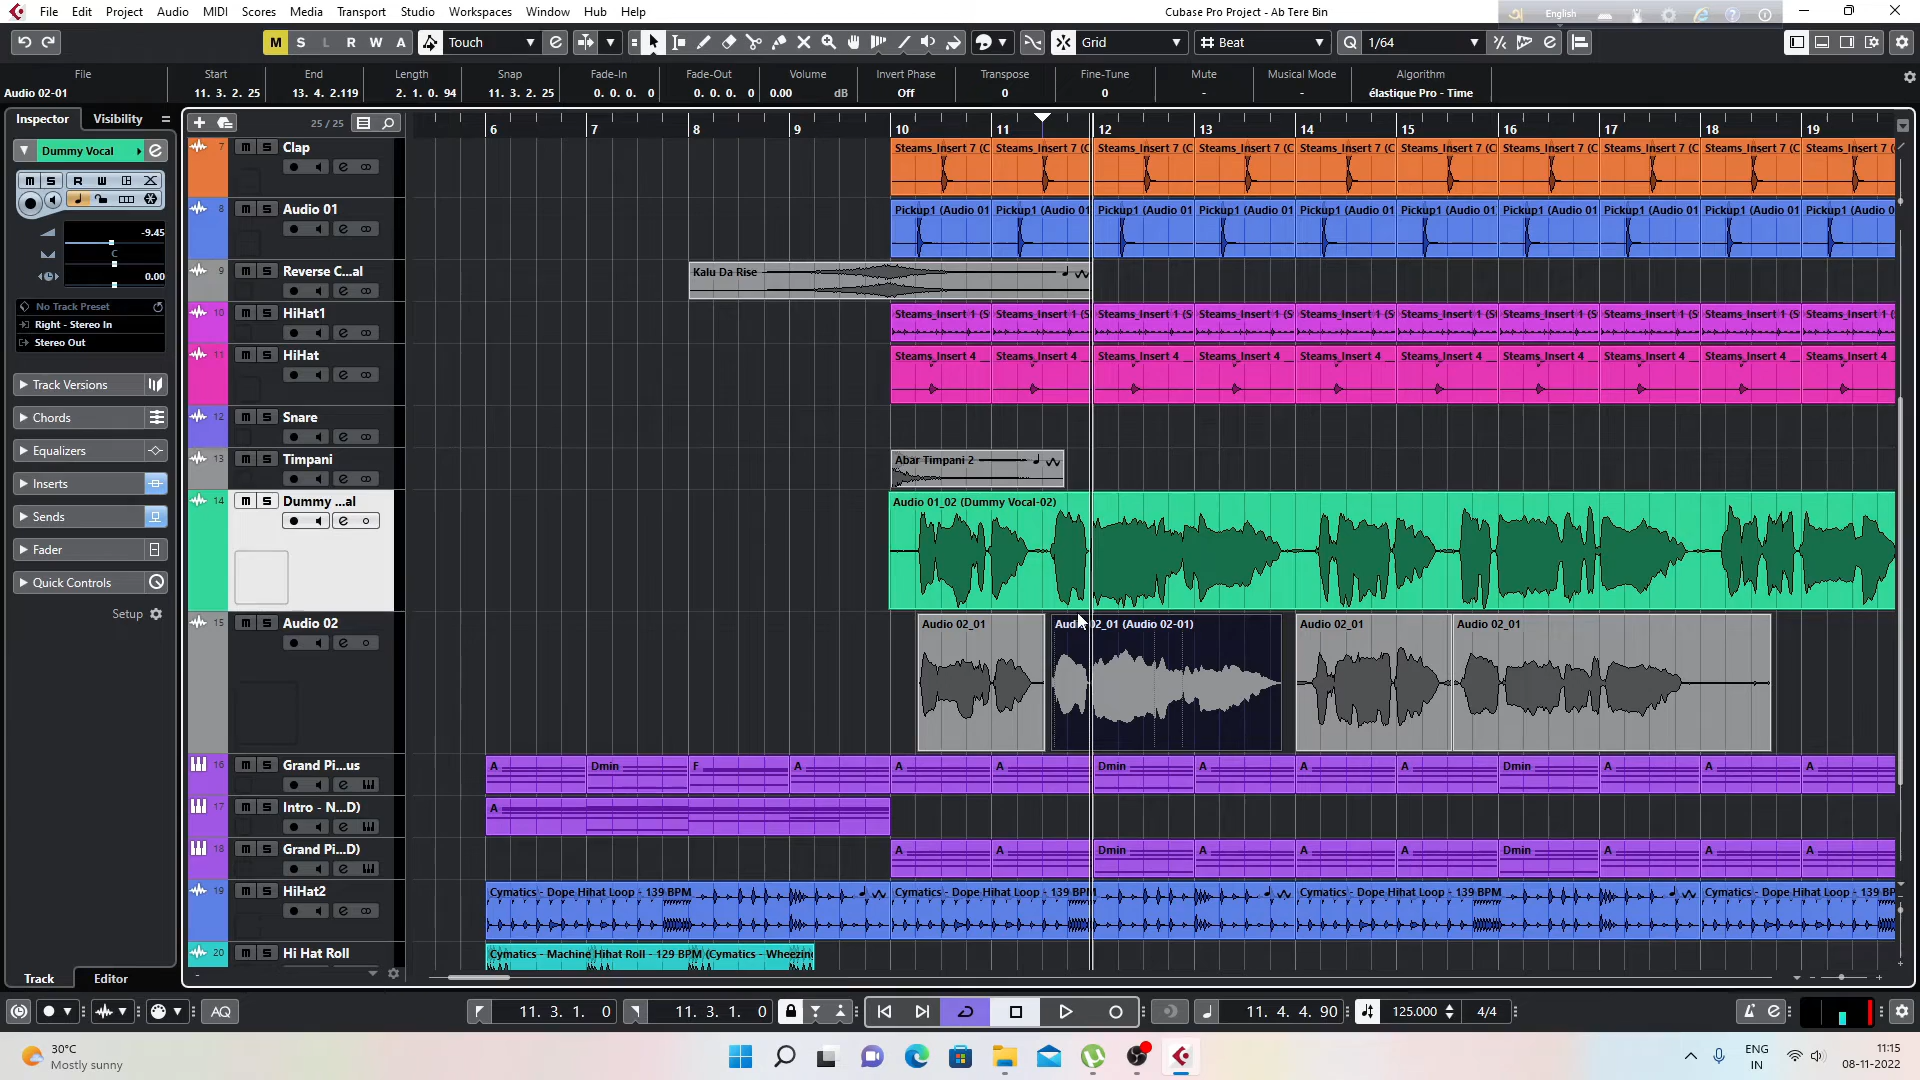 File Edit Project Audio MIDI Scores Media Transport Studio Workspaces Window Hub Help
Cubase Pro Project - Ab Tere Bin
English
M S L R W A Touch Grid Beat Q 1/64
File Start End Length Snap Fade-In Fade-Out Volume Invert Phase Transpose Fine-Tune Mute Musical Mode Algorithm
Audio 02-01 11. 3. 2. 25 13. 4. 2.119 2. 1. 0. 94 11. 3. 2. 25 0. 0. 0. 0 0. 0. 0. 0 0.00 dB Off 0 0 - - élastique Pro - Time
Inspector Visibility
25 / 25
6 7 8 9 10 11 12 13 14 15 16 17 18 19
Dummy Vocal
M S R W
-9.45
C
0.00
No Track Preset
Right - Stereo In
Stereo Out
Track Versions
Chords
Equalizers
Inserts
Sends
Fader
Quick Controls
Setup
7 Clap
Steams_Insert 7 (C Steams_Insert 7 (C Steams_Insert 7 (C Steams_Insert 7 (C Steams_Insert 7 (C Steams_Insert 7 (C Steams_Insert 7 (C Steams_Insert 7 (C Steams_Insert 7 (C Steams_Insert 7 (
8 Audio 01
Pickup1 (Audio 01 Pickup1 (Audio 01 Pickup1 (Audio 01 Pickup1 (Audio 01 Pickup1 (Audio 01 Pickup1 (Audio 01 Pickup1 (Audio 01 Pickup1 (Audio 01 Pickup1 (Audio 01 Pickup1 (Audio 0
9 Reverse C...al
Kalu Da Rise
10 HiHat1
Steams_Insert 1 (S Steams_Insert 1 (S Steams_Insert 1 (S Steams_Insert 1 (S Steams_Insert 1 (S Steams_Insert 1 (S Steams_Insert 1 (S Steams_Insert 1 (S Steams_Insert 1 (S Steams_Insert 1 (
11 HiHat
Steams_Insert 4 Steams_Insert 4 Steams_Insert 4 Steams_Insert 4 Steams_Insert 4 Steams_Insert 4 Steams_Insert 4 Steams_Insert 4 Steams_Insert 4 Steams_Insert 4
12 Snare
13 Timpani
Abar Timpani 2
14 Dummy ...al
Audio 01_02 (Dummy Vocal-02)
15 Audio 02
Audio 02_01 Audio 02_01 (Audio 02-01) Audio 02_01 Audio 02_01
16 Grand Pi...us
A Dmin F A A A Dmin A A A Dmin A A A
17 Intro - N...D)
A
18 Grand Pi...D)
A A Dmin A A A Dmin A A A
19 HiHat2
Cymatics - Dope Hihat Loop - 139 BPM Cymatics - Dope Hihat Loop - 139 BPM Cymatics - Dope Hihat Loop - 139 BPM Cymatics - Dope Hihat Loop - 139 BP
20 Hi Hat Roll
Cymatics - Machine Hihat Roll - 129 BPM (Cymatics - Wheezin
Track Editor
AQ 11. 3. 1. 0 11. 3. 1. 0 11. 4. 4. 90 125.000 4/4
30°C
Mostly sunny
ENG
IN
11:15
08-11-2022